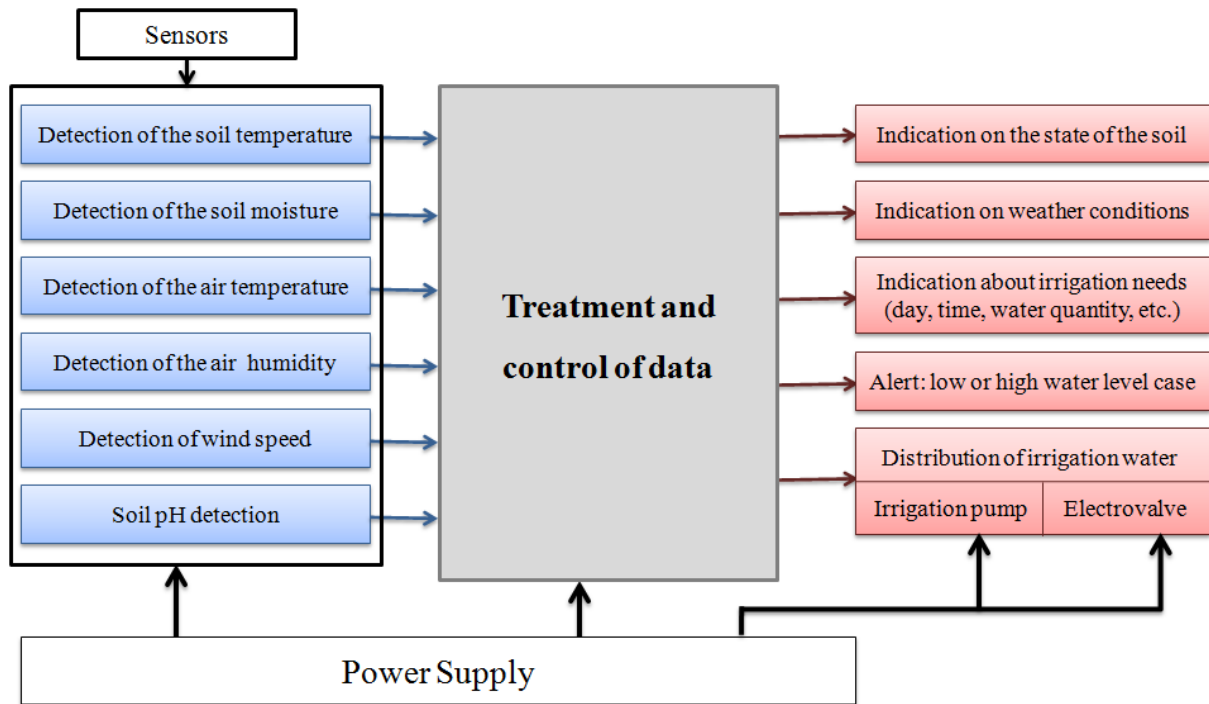 Sensors
Detection of the soil temperature
Detection of the soil moisture
Detection of the air temperature
Detection of the air humidity
Detection of wind speed
Soil pH detection
Treatment and
control of data
Indication on the state of the soil
Indication on weather conditions
Indication about irrigation needs
(day, time, water quantity, etc.)
Alert: low or high water level case
Distribution of irrigation water
Irrigation pump
Electrovalve
Power Supply